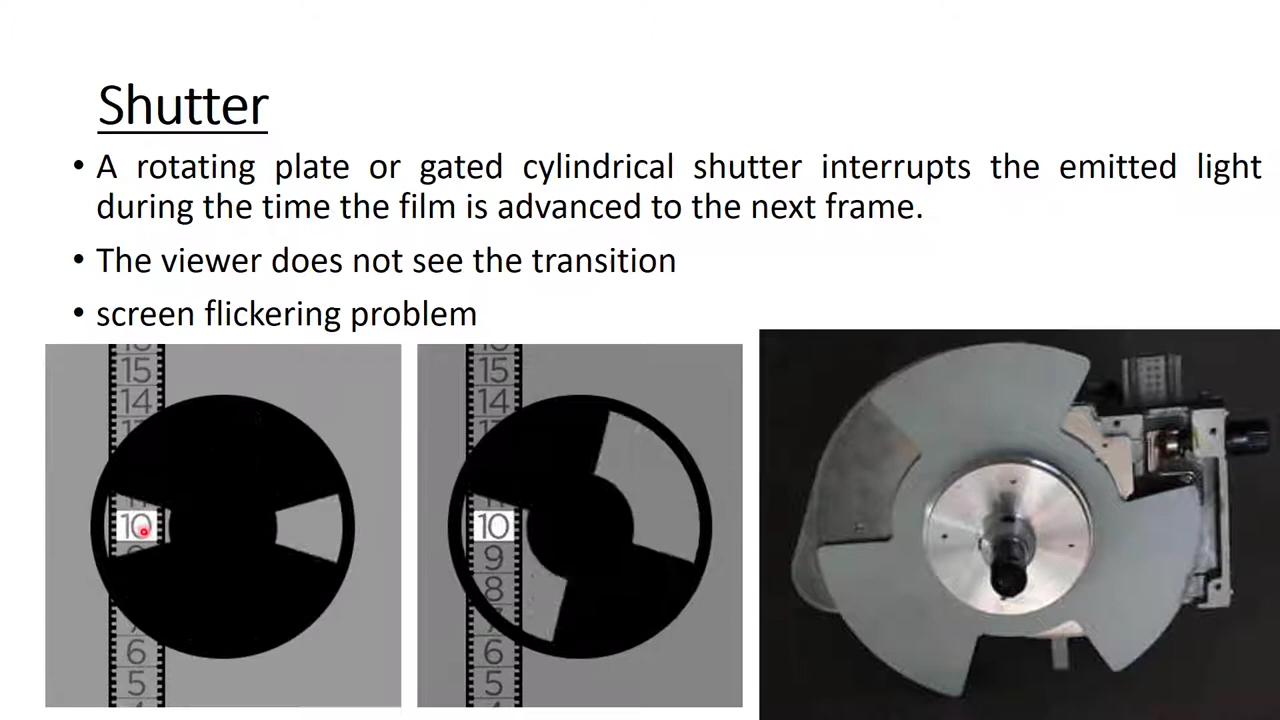 Shutter
• A rotating plate or gated cylindrical shutter interrupts the emitted light
during the time the film is advanced to the next frame.
• The viewer does not see the transition
• screen flickering problem
15
14
10
6
5
15
14
10
9
8
6
5